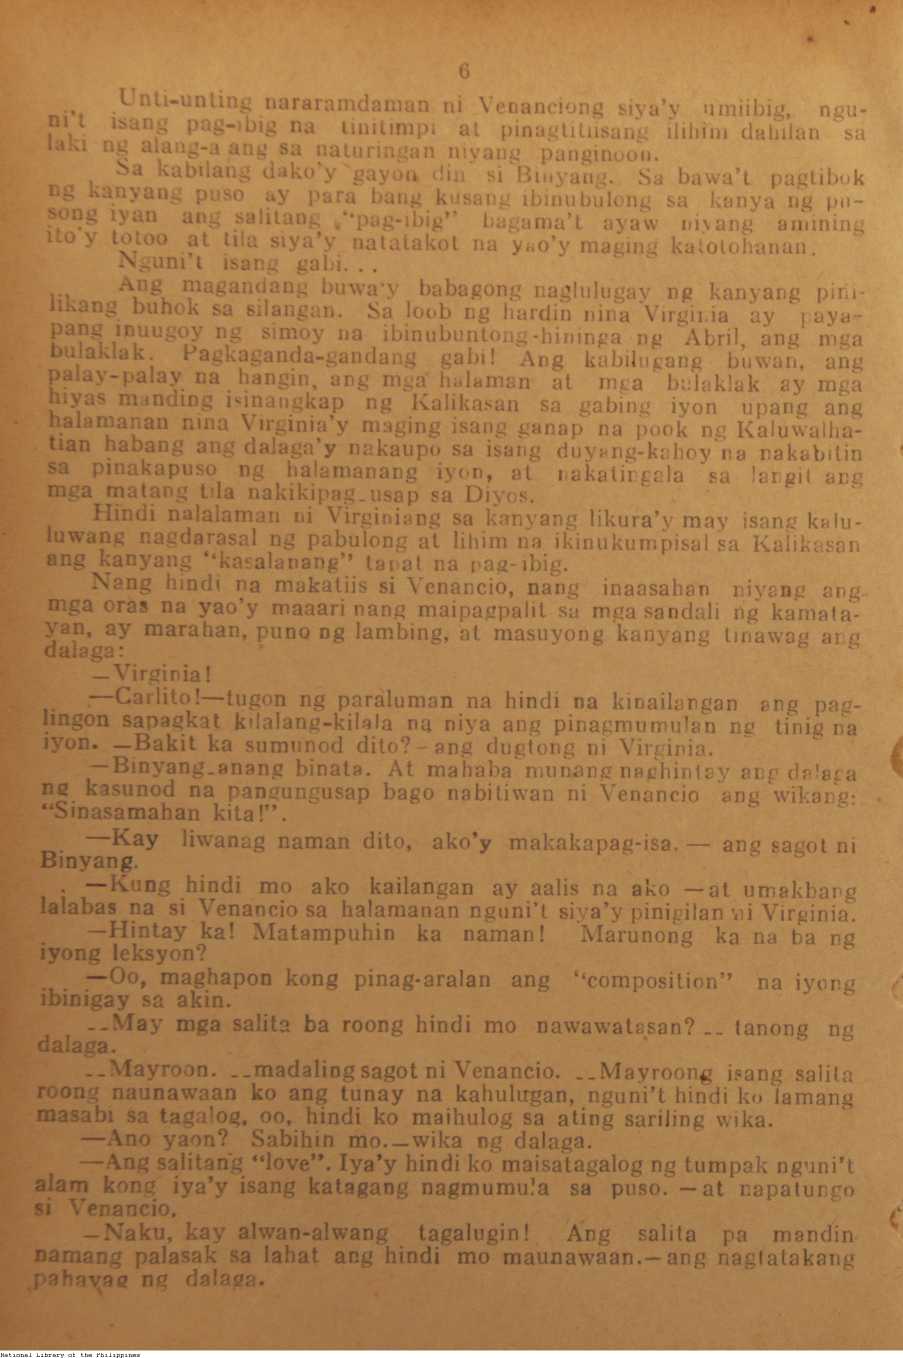 6
Unti-unting nararamdaman ni Venanciong siya'y umiibig, ngu-
ni't isang pag-ibig na tinitimpi at pinagtitiisang ilihim dahilan sa
laki ng alang-a ang sa naturingan niyang panginoon.
Sa kabilang dako'y gayon din si Binyang. Sa bawa't pagtibok
ng kanyang puso ay para bang kusang ibinubulong sa kanya ng pu-
song iyan ang salitang "pag-ibig" bagama't ayaw niyang amining
ito'y totoo at tila siya'y natatakot na yao'y maging katotohanan.
Nguni't isang gabi...
Ang magandang buwa'y babagong naglulugay ng kanyang pini-
likang buhok sa silangan. Sa loob ng hardin nina Virginia ay paya-
pang inuugoy ng simoy na ibinubuntong-hininga ng Abril, ang mga
bulaklak. Pagkaganda-gandang gabi! Ang kabilugang buwan, ang
palay-palay na hangin, ang mga halaman at mga bulaklak ay mga
hiyas manding isinangkap ng Kalikasan sa gabing iyon upang ang
halamanan nina Virginia'y maging isang ganap na pook ng Kaluwalha-
tian habang ang dalaga'y nakaupo sa isang duyang-kahoy na nakabitin
sa pinakapuso ng halamanang iyon, at nakatingala sa langit ang
mga matang tila nakikipag-usap sa Diyos.
Hindi nalalaman ni Virginiang sa kanyang likura'y may isang kalu-
luwang nagdarasal ng pabulong at lihim na ikinukumpisal sa Kalikasan
ang kanyang "kasalanang" tapat na pag-ibig.
Nang hindi na makatiis si Venancio, nang inaasahan niyang ang
mga oras na yao'y maaari nang maipagpalit sa mga sandali ng kamata-
yan, ay marahan, puno ng lambing, at masuyong kanyang tinawag ang
dalaga:
—Virginia!
—Carlito!—tugon ng paraluman na hindi na kinailangan ang pag-
lingon sapagkat kilalang-kilala na niya ang pinagmumulan ng tinig na
iyon. —Bakit ka sumunod dito?-ang dugtong ni Virginia.
—Binyang-anang binata. At mahaba munang naghintay ang dalaga
ng kasunod na pangungusap bago nabitiwan ni Venancio ang wikang:
"Sinasamahan kita!".
—Kay liwanag naman dito, ako'y makakapag-isa. — ang sagot ni
Binyang.
—Kung hindi mo ako kailangan ay aalis na ako —at umakbang
lalabas na si Venancio sa halamanan nguni't siya'y pinigilan ni Virginia.
—Hintay ka! Matampuhin ka naman! Marunong ka na ba ng
iyong leksyon?
—Oo, maghapon kong pinag-aralan ang "composition" na iyong
ibinigay sa akin.
--May mga salita ba roong hindi mo nawawatasan? -- tanong ng
dalaga.
--Mayroon. --madaling sagot ni Venancio. --Mayroong isang salita
roong naunawaan ko ang tunay na kahulugan, nguni't hindi ko lamang
masabi sa tagalog, oo, hindi ko maihulog sa ating sariling wika.
—Ano yaon? Sabihin mo.—wika ng dalaga.
—Ang salitang "love". Iya'y hindi ko maisatagalog ng tumpak nguni't
alam kong iya'y isang katagang nagmumula sa puso. —at napatungo
si Venancio.
—Naku, kay alwan-alwang tagalugin! Ang salita pa mandin
namang palasak sa lahat ang hindi mo maunawaan.—ang nagtatakang
pahayag ng dalaga.
National Library of the Philippines